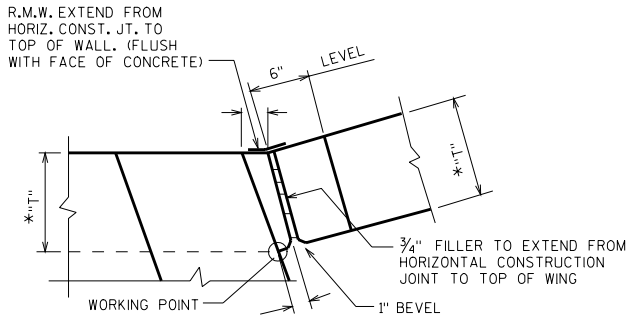 R.M.W. EXTEND FROM
HORIZ. CONST. JT. TO
TOP OF WALL. (FLUSH
WITH FACE OF CONCRETE)
6"
LEVEL
*"T"
*"T"
3/4" FILLER TO EXTEND FROM
HORIZONTAL CONSTRUCTION
JOINT TO TOP OF WING
WORKING POINT
1" BEVEL